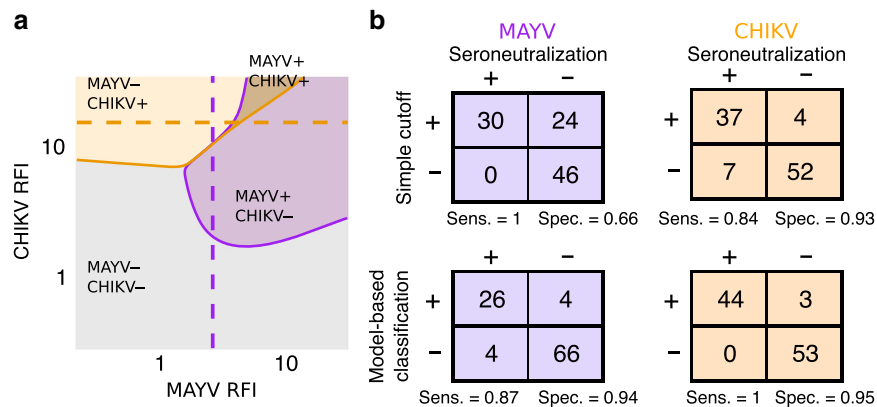 a
MAYV−
CHIKV+
MAYV+
CHIKV+
MAYV+
CHIKV−
MAYV−
CHIKV−
CHIKV RFI
10
1
1
10
MAYV RFI
b
MAYV
Seroneutralization
+ −
Simple cutoff
+ 30 24
− 0 46
Sens. = 1 Spec. = 0.66
CHIKV
Seroneutralization
+ −
+ 37 4
− 7 52
Sens. = 0.84 Spec. = 0.93
Model-based
classification
+ −
+ 26 4
− 4 66
Sens. = 0.87 Spec. = 0.94
+ −
+ 44 3
− 0 53
Sens. = 1 Spec. = 0.95